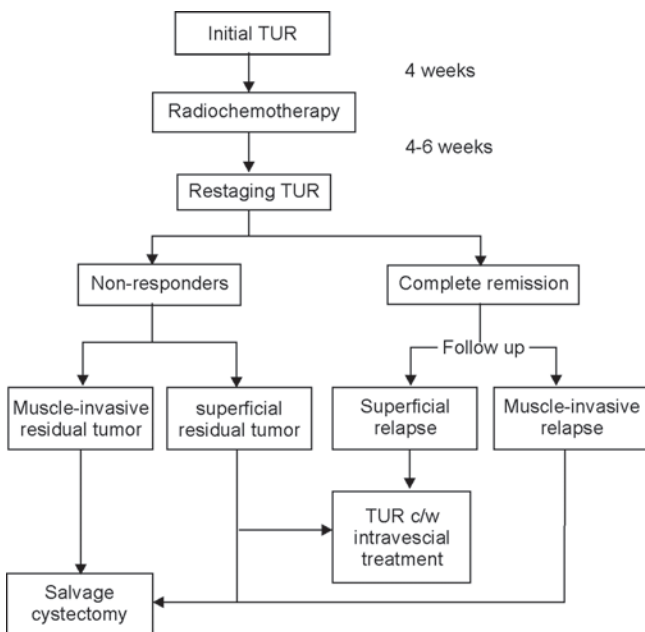 Initial TUR
4 weeks
Radiochemotherapy
4-6 weeks
Restaging TUR
Non-responders
Complete remission
Follow up
Muscle-invasive
residual tumor
superficial
residual tumor
Superficial
relapse
Muscle-invasive
relapse
TUR c/w
intravescial
treatment
Salvage
cystectomy